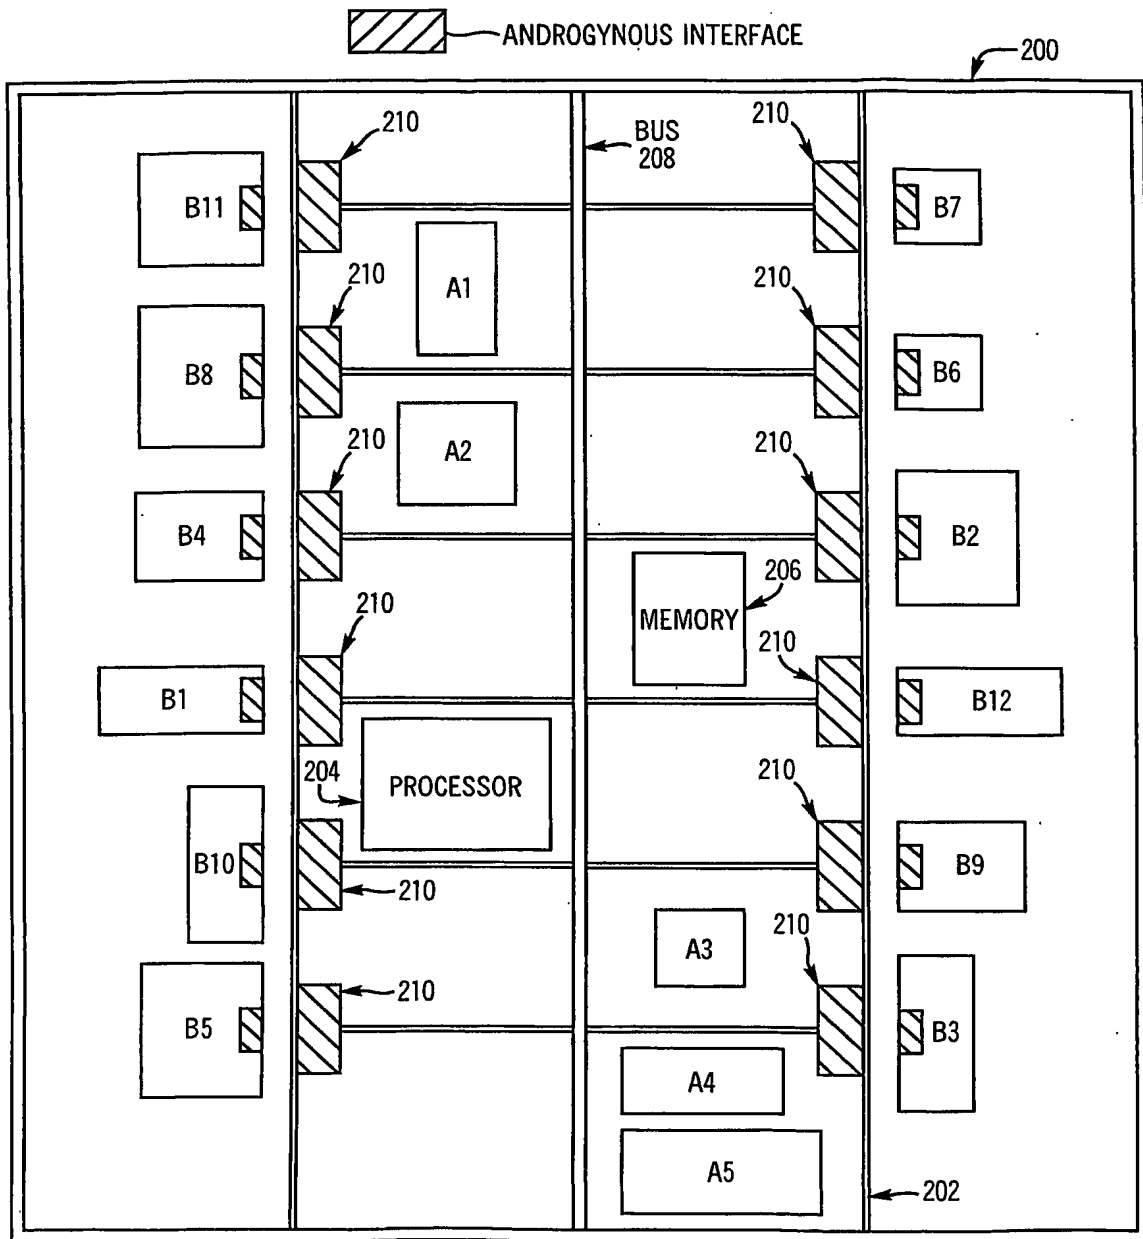 ANDROGYNOUS INTERFACE
200
210
BUS
208
210
B11
B7
A1
210
210
B8
B6
A2
210
210
B4
B2
206
MEMORY
210
210
B1
B12
204
PROCESSOR
210
B10
B9
210
A3
210
210
B5
B3
A4
A5
202